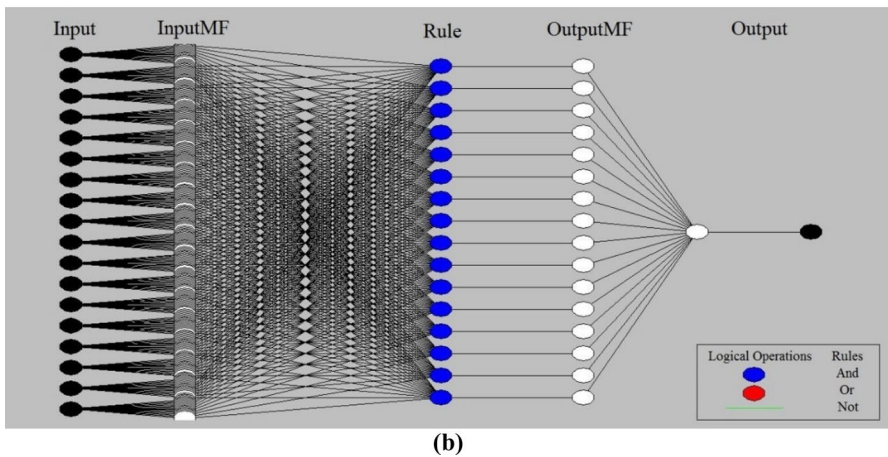 Input InputMF Rule OutputMF Output
Logical Operations Rules
And
Or
Not
(b)